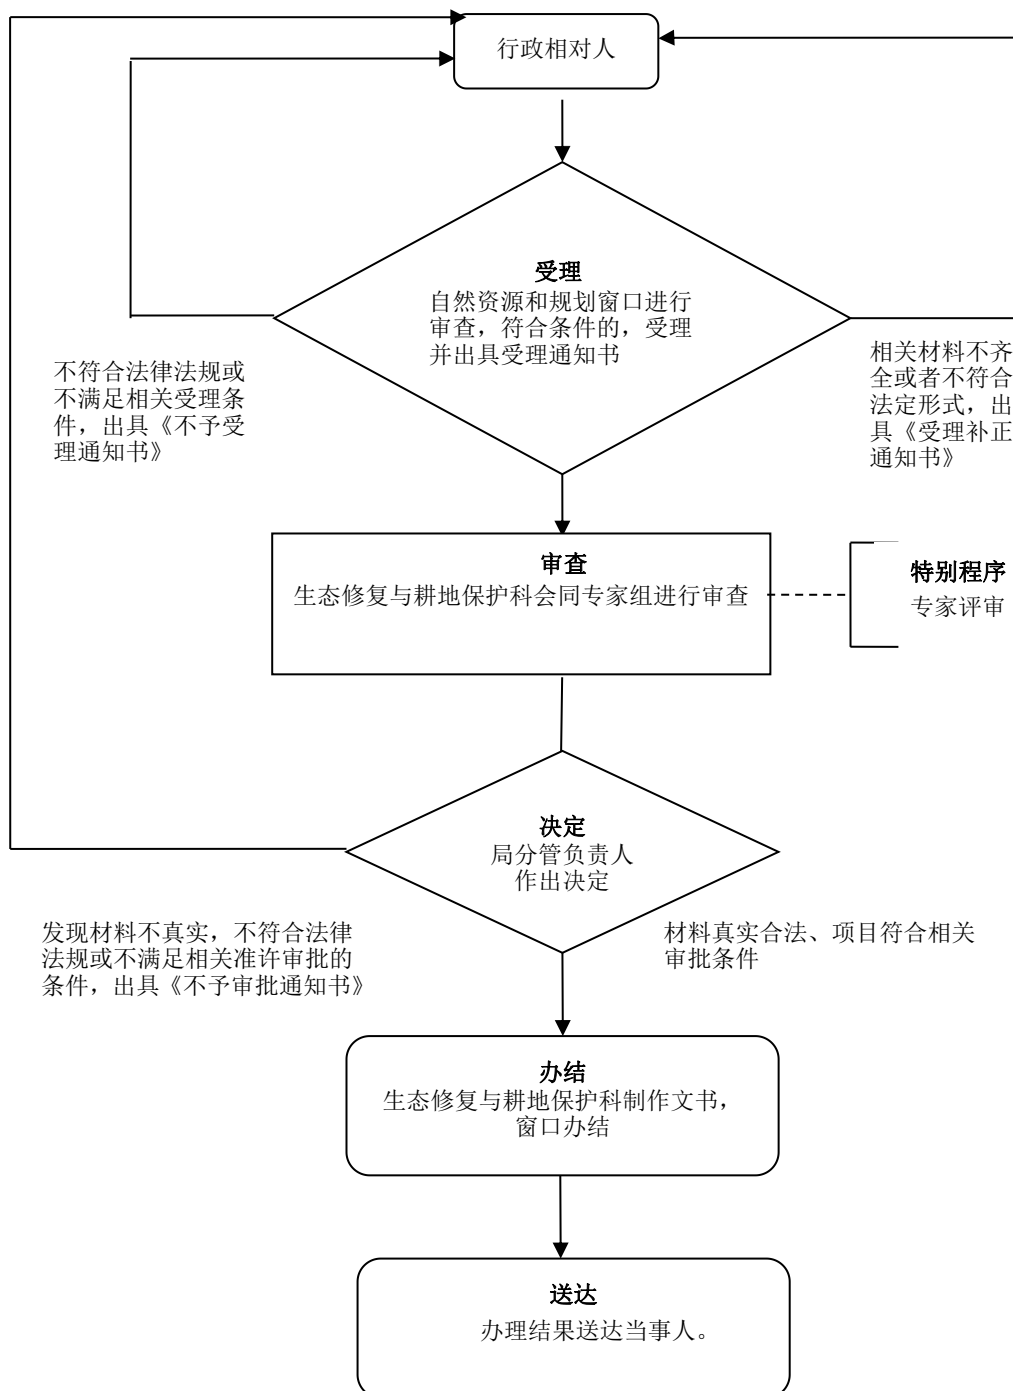 行政相对人
受理
自然资源和规划窗口进行
审查，符合条件的，受理
并出具受理通知书
不符合法律法规或
不满足相关受理条
件，出具《不予受
理通知书》
相关材料不齐
全或者不符合
法定形式，出
具《受理补正
通知书》
审查
生态修复与耕地保护科会同专家组进行审查
特别程序
专家评审
决定
局分管负责人
作出决定
发现材料不真实，不符合法律
法规或不满足相关准许审批的
条件，出具《不予审批通知书》
材料真实合法、项目符合相关
审批条件
办结
生态修复与耕地保护科制作文书，
窗口办结
送达
办理结果送达当事人。